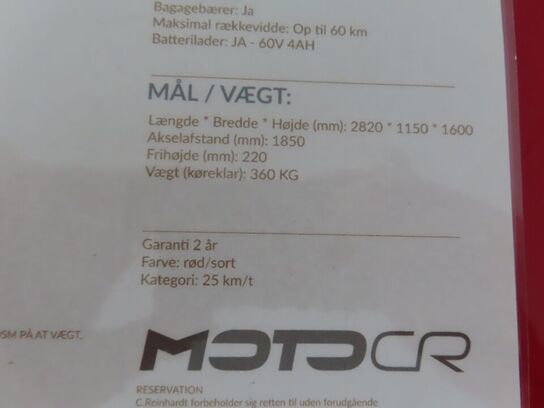 Bagagebærer: Ja
Maksimal rækkevidde: Op til 60 km
Batterilader: JA - 60V 4AH
MÅL / VÆGT:
Længde * Bredde * Højde (mm): 2820 * 1150 * 1600
Akselafstand (mm): 1850
Frihøjde (mm): 220
Vægt (køreklar): 360 KG
Garanti 2 år
Farve: rød/sort
Kategori: 25 km/t
PÅ AT VÆGT,
MOTOCR
RESERVATION
C.Reinhardt forbeholder sig retten til uden forudgående